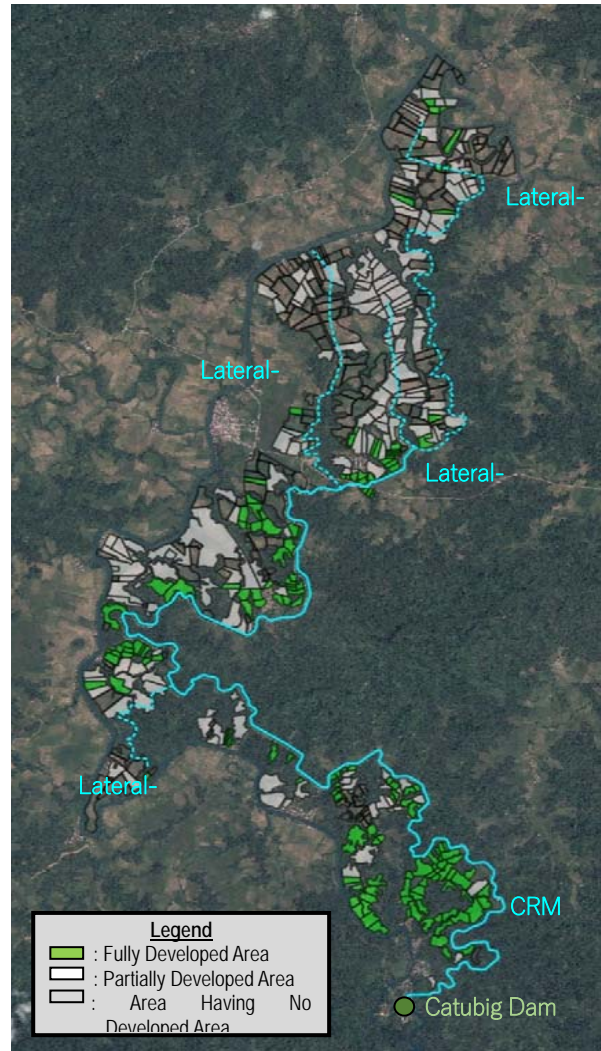 Lateral-
Lateral-
Lateral-
Lateral-
CRM
Catubig Dam
Legend
: Fully Developed Area
: Partially Developed Area
: Area Having No
Developed Area